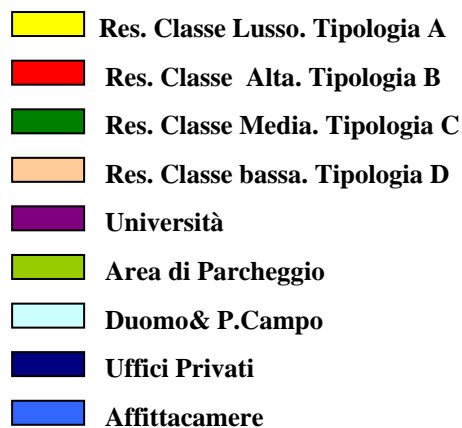 Res. Classe Lusso. Tipologia A
Res. Classe Alta. Tipologia B
Res. Classe Media. Tipologia C
Res. Classe bassa. Tipologia D
Università
Area di Parcheggio
Duomo& P.Campo
Uffici Privati
Affittacamere